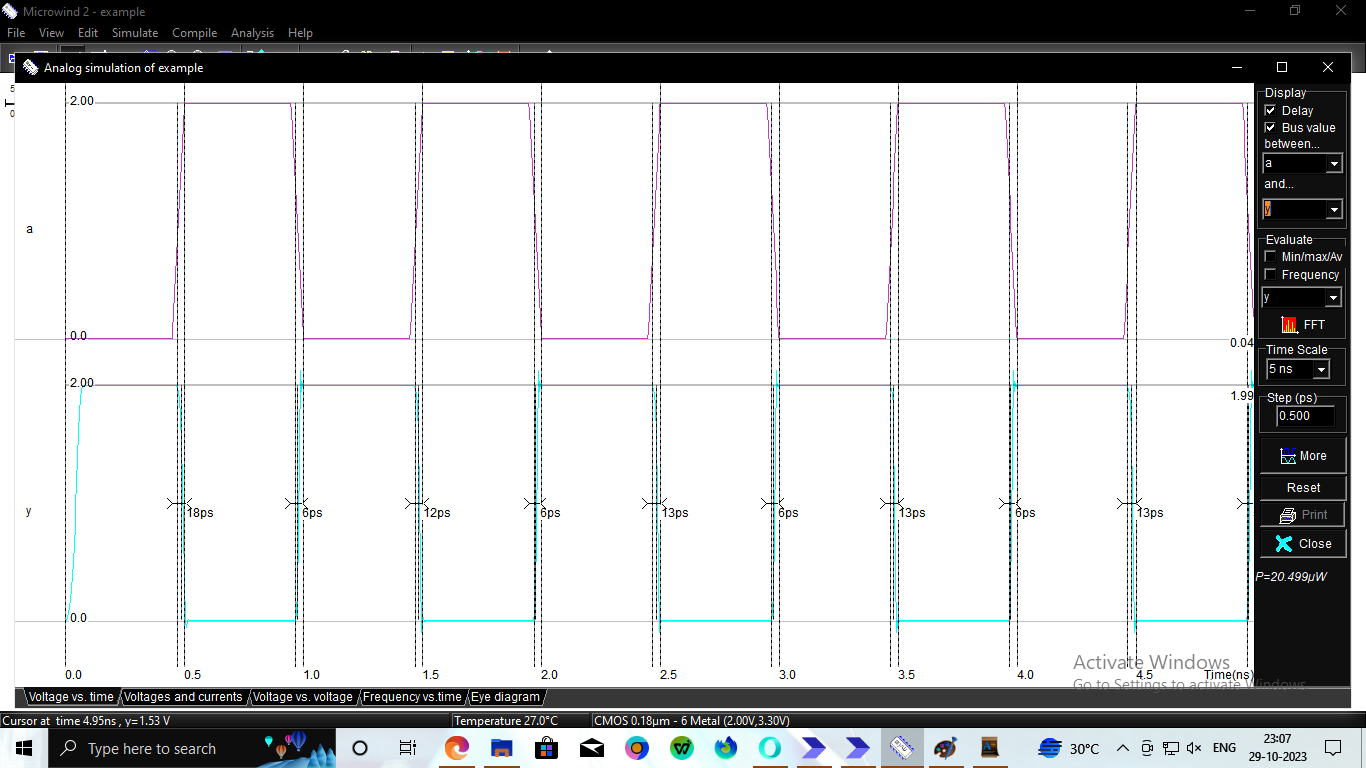 Microwind 2 - example
File View Edit Simulate Compile Analysis Help
Analog simulation of example
5
0
2.00
a
0.0
0.04
2.00
1.99
y
18ps 6ps 12ps 6ps 13ps 6ps 13ps 6ps 13ps
0.0
0.0 0.5 1.0 1.5 2.0 2.5 3.0 3.5 4.0 4.5 Time(ns)
Display
Delay
Bus value
between...
a
and...
y
Evaluate
Min/max/Av
Frequency
y
FFT
Time Scale
5 ns
Step (ps)
0.500
More
Reset
Print
Close
P=20.499µW
Activate Windows
Go to Settings to activate Windows.
Voltage vs. time Voltages and currents Voltage vs. voltage Frequency vs.time Eye diagram
Cursor at time 4.95ns , y=1.53 V Temperature 27.0°C CMOS 0.18µm - 6 Metal (2.00V,3.30V)
Type here to search
30°C
ENG
23:07
29-10-2023